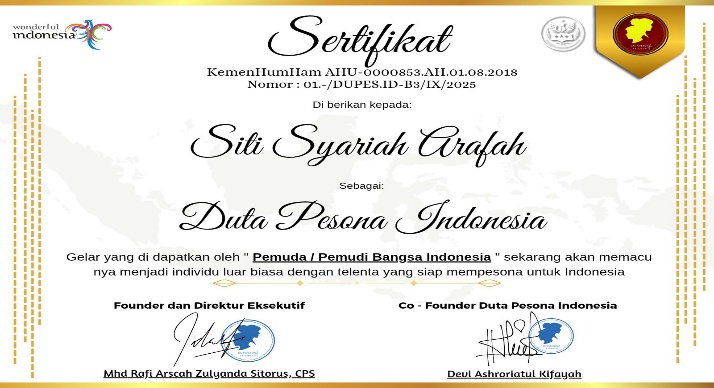 wonderful
indonesia
Sertifikat
KemenHumHam AHU-0000853.AH.01.08.2018
Nomor : 01.-/DUPES.ID-B3/IX/2025
Di berikan kepada:
Siti Syariah Arafah
Sebagai:
Duta Pesona Indonesia
Gelar yang di dapatkan oleh " Pemuda / Pemudi Bangsa Indonesia " sekarang akan memacu
nya menjadi individu luar biasa dengan telenta yang siap mempesona untuk Indonesia
Founder dan Direktur Eksekutif
Co - Founder Duta Pesona Indonesia
Mhd Rafi Arscah Zulyanda Sitorus, CPS
Devi Ashroriatul Kifayah